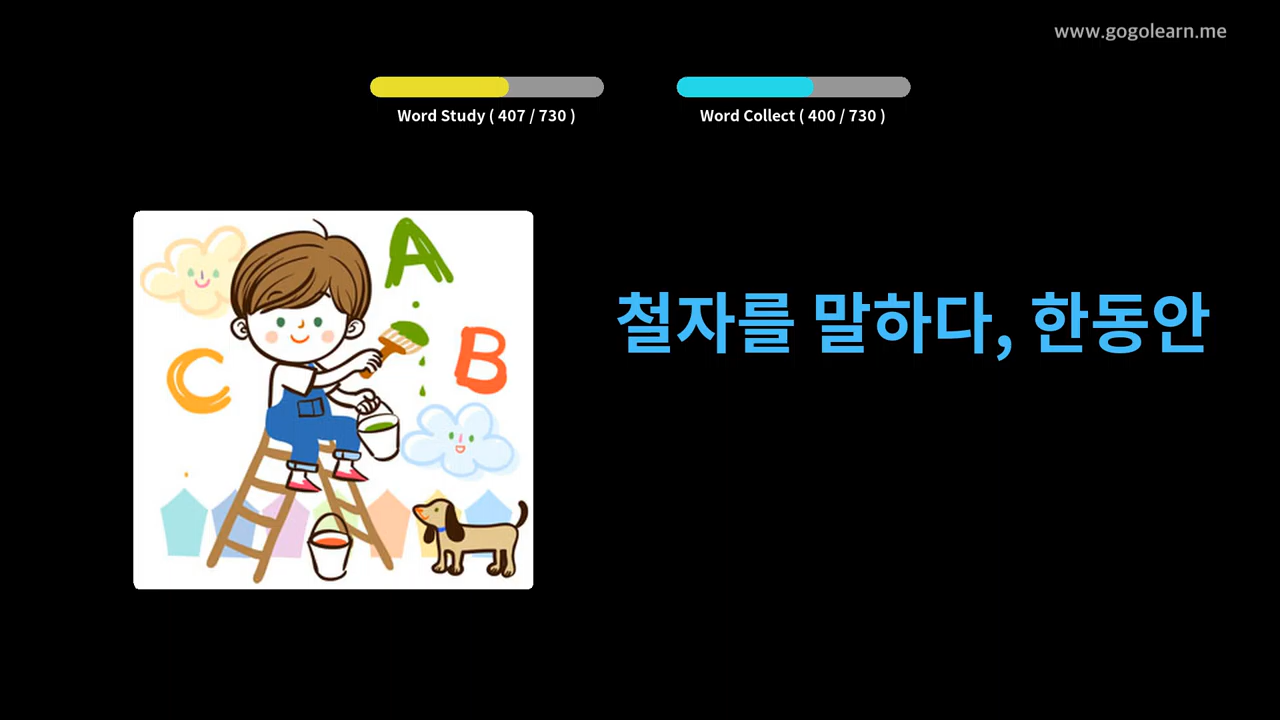 www.gogolearn.me
Word Study ( 407 / 730 )
Word Collect ( 400 / 730 )
A
B
C
철자를 말하다, 한동안